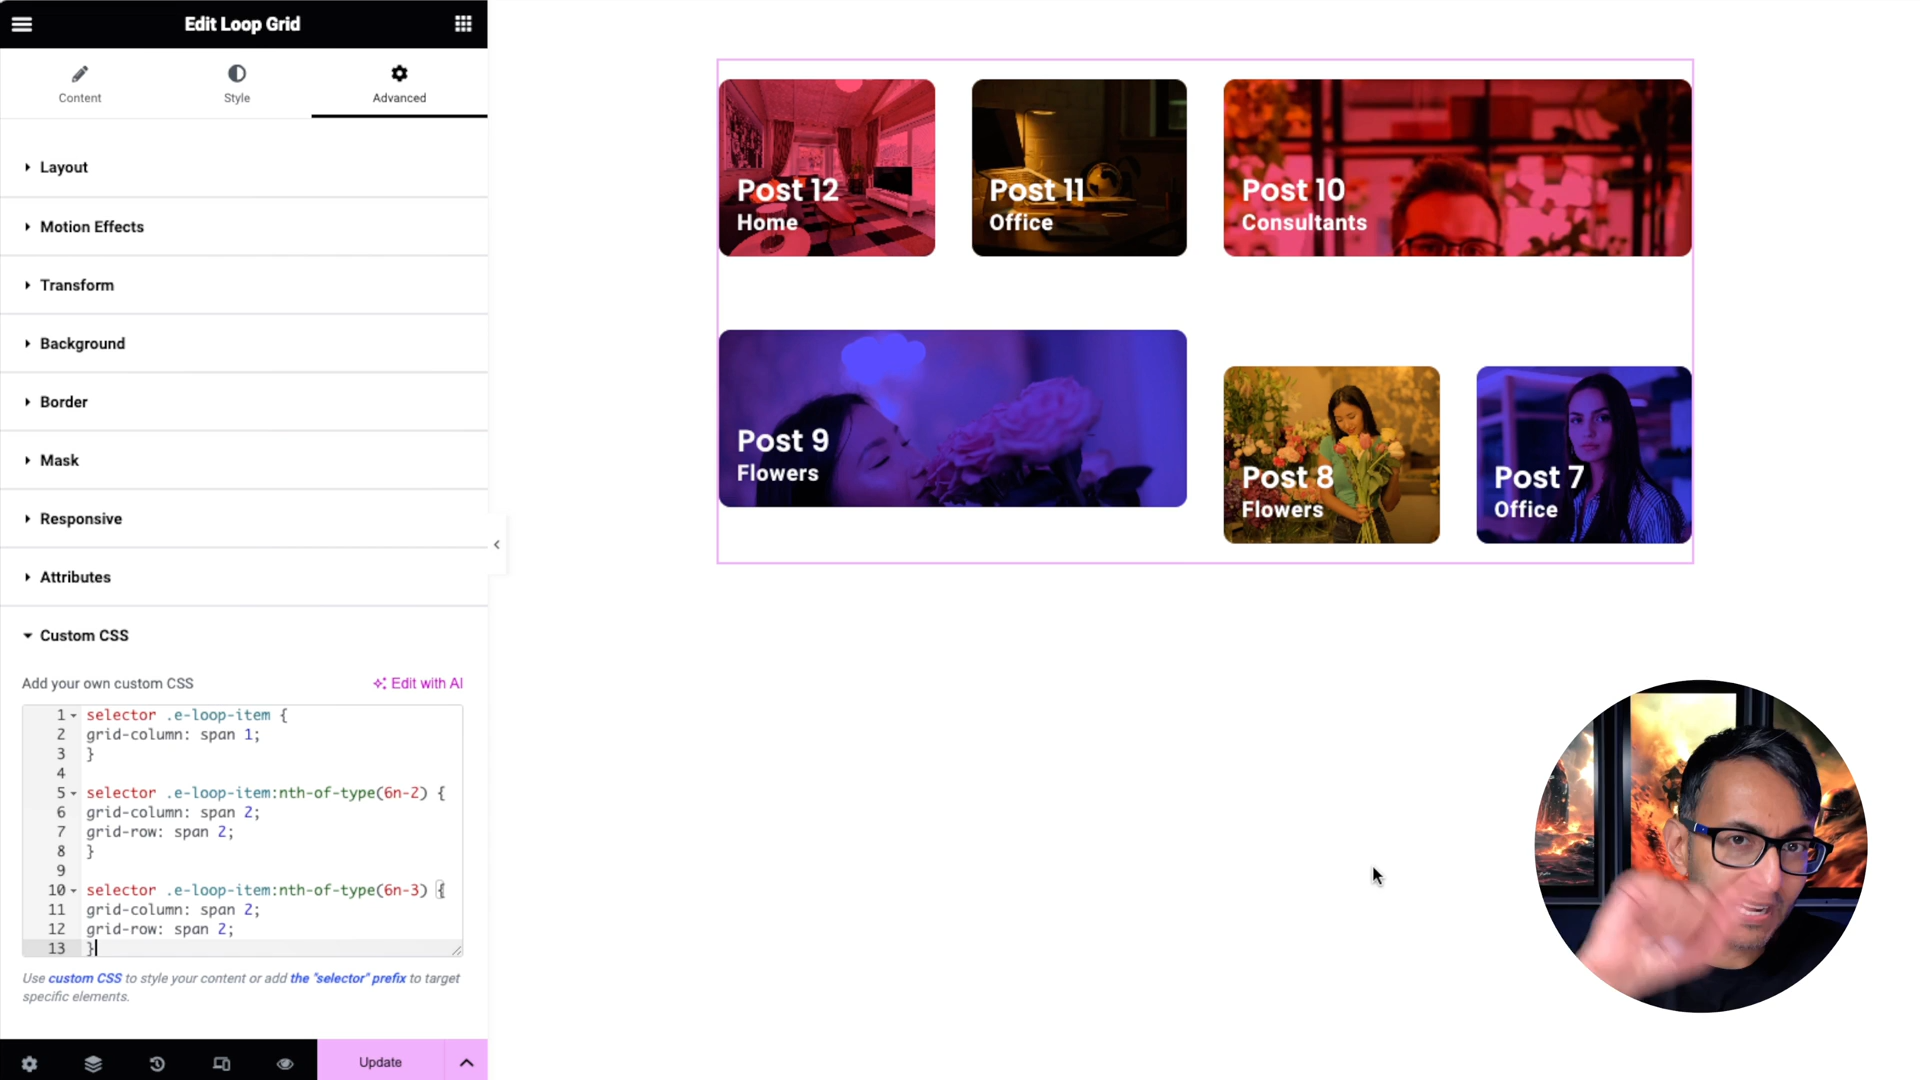 Edit Loop Grid
Content
Style
Advanced
Layout
Motion Effects
Transform
Background
Border
Mask
Responsive
Attributes
Custom CSS
Add your own custom CSS
Edit with AI
1 selector .e-loop-item {
2 grid-column: span 1;
3 }
4
5 selector .e-loop-item:nth-of-type(6n-2) {
6 grid-column: span 2;
7 grid-row: span 2;
8 }
9
10 selector .e-loop-item:nth-of-type(6n-3) {
11 grid-column: span 2;
12 grid-row: span 2;
13 }
Use custom CSS to style your content or add the "selector" prefix to target
specific elements.
Update
Post 12
Home
Post 11
Office
Post 10
Consultants
Post 9
Flowers
Post 8
Flowers
Post 7
Office